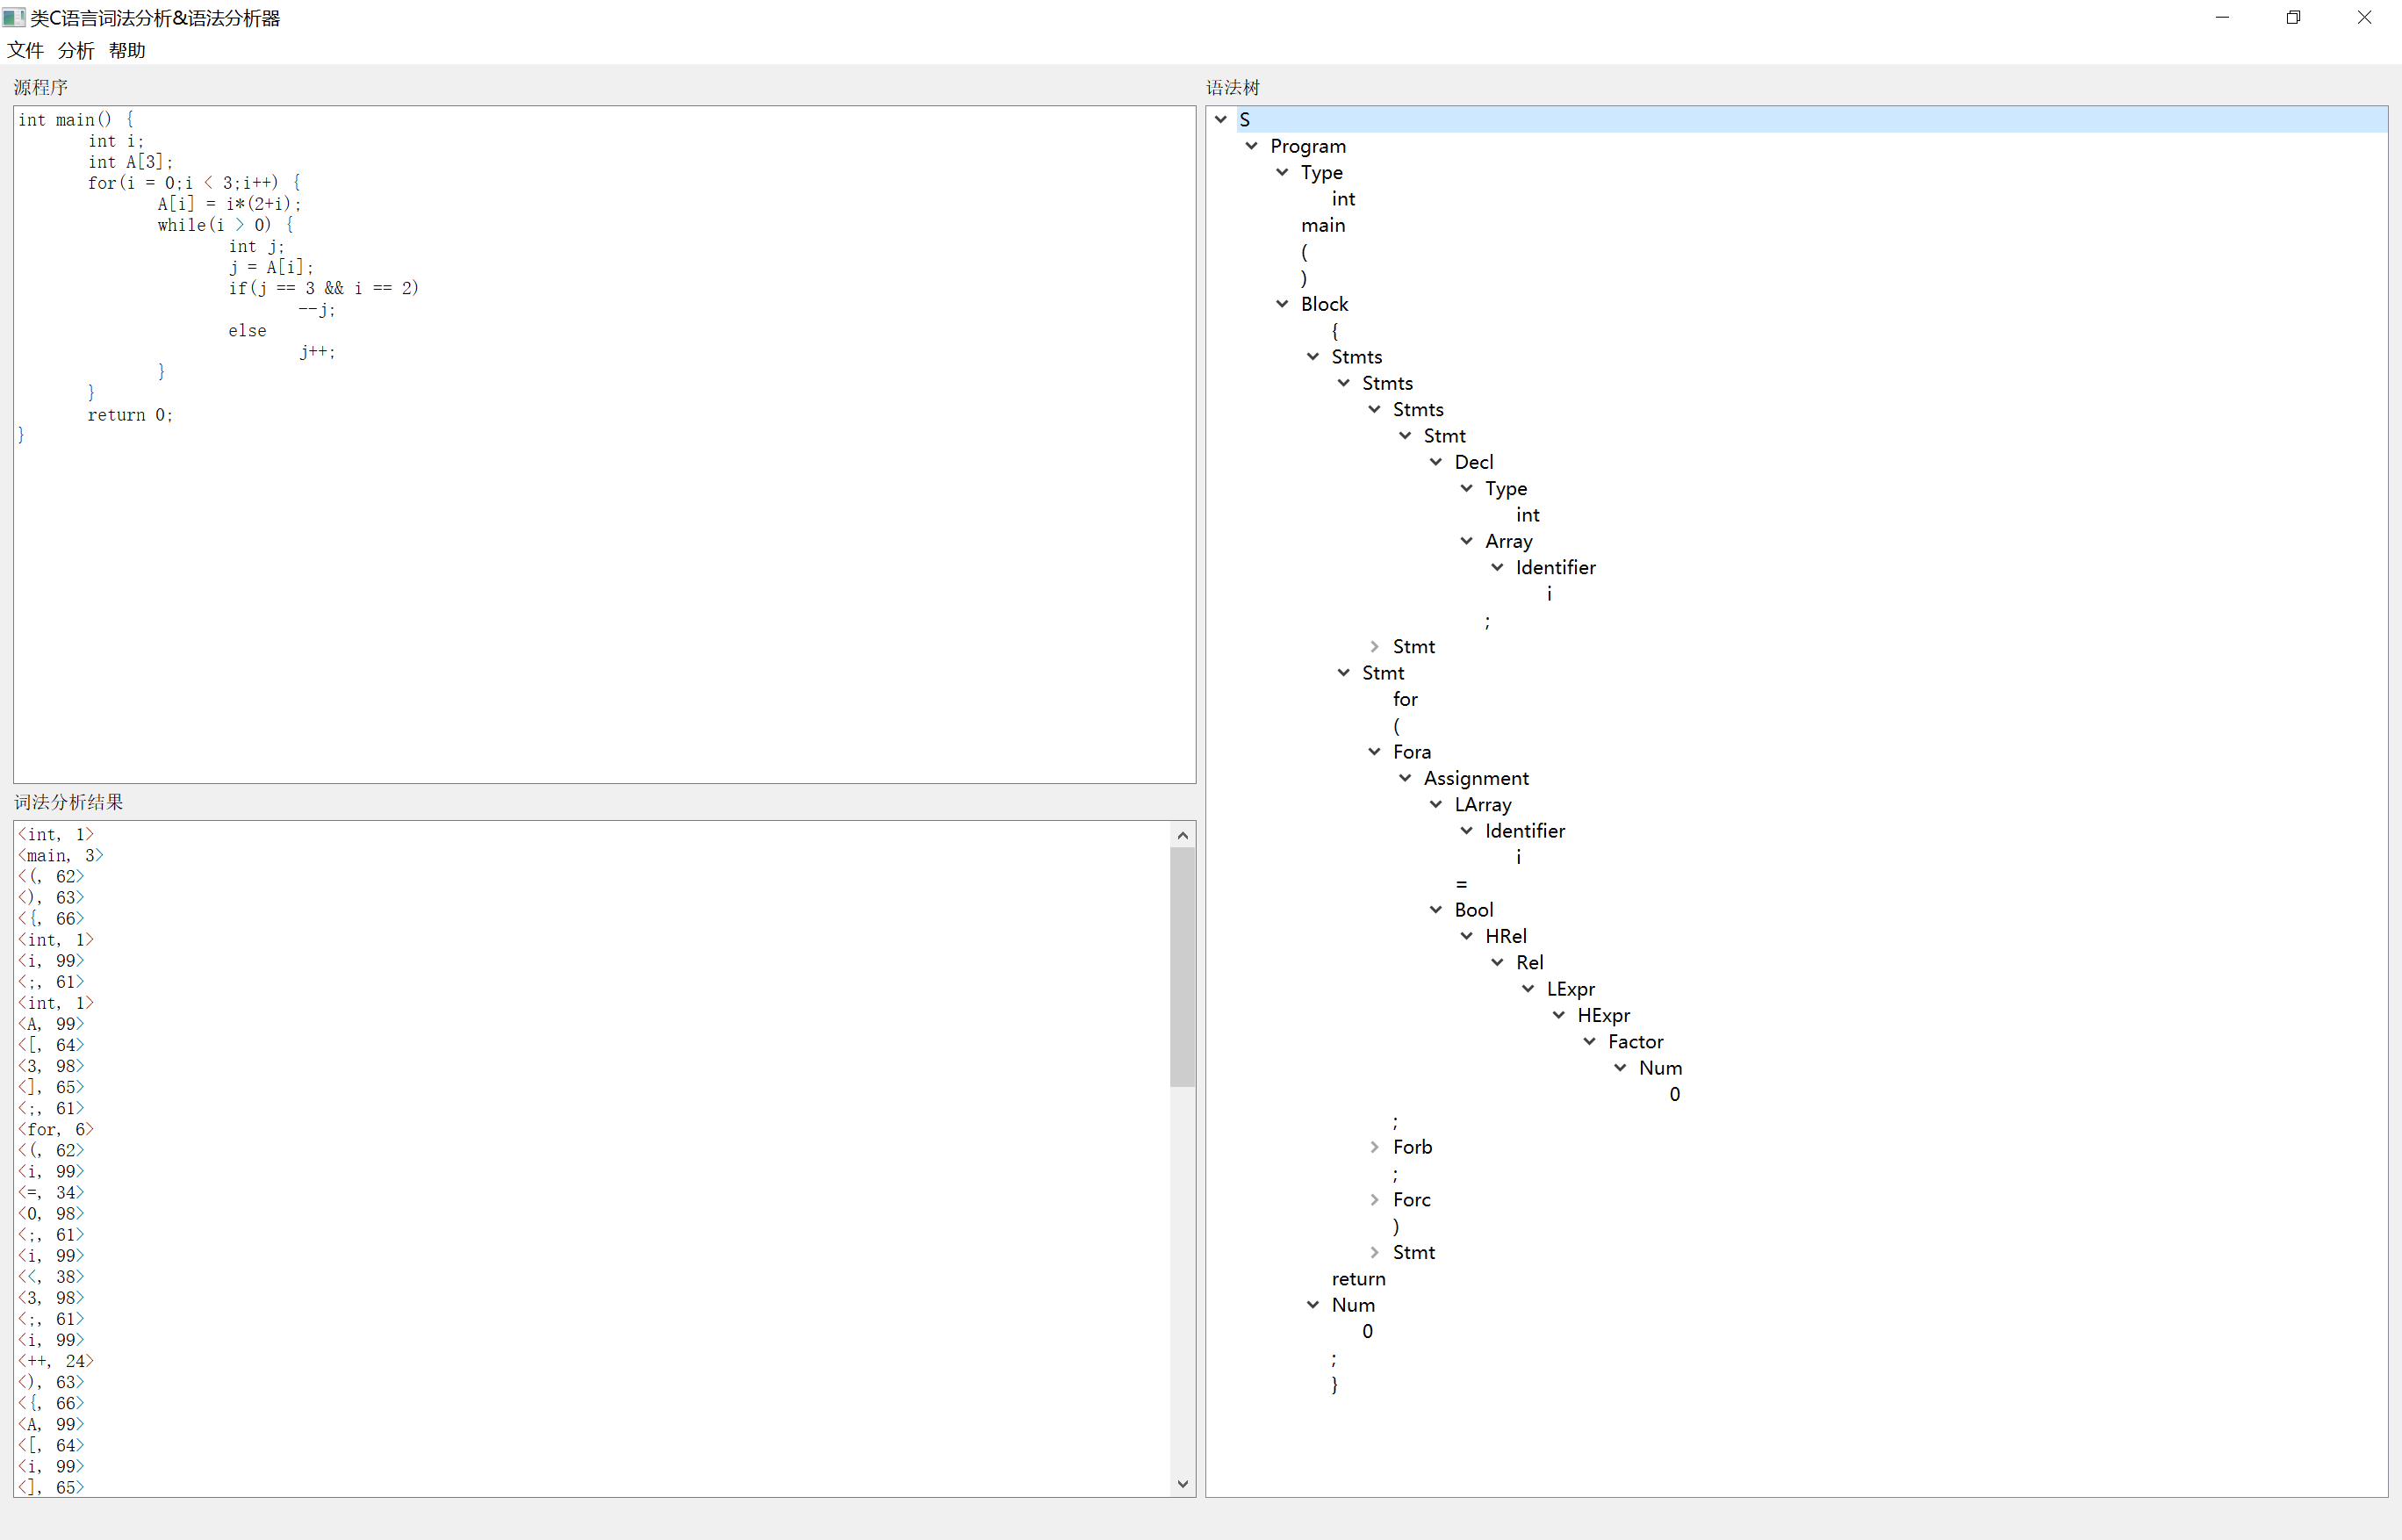 类C语言词法分析&语法分析器
文件 分析 帮助
源程序
int main() {
int i;
int A[3];
for(i = 0;i < 3;i++) {
A[i] = i*(2+i);
while(i > 0) {
int j;
j = A[i];
if(j == 3 && i == 2)
--j;
else
j++;
}
}
return 0;
}
词法分析结果
<int, 1>
<main, 3>
<(, 62>
<), 63>
<{, 66>
<int, 1>
<i, 99>
<;, 61>
<int, 1>
<A, 99>
<[, 64>
<3, 98>
<], 65>
<;, 61>
<for, 6>
<(, 62>
<i, 99>
<=, 34>
<0, 98>
<;, 61>
<i, 99>
<<, 38>
<3, 98>
<;, 61>
<i, 99>
<++, 24>
<), 63>
<{, 66>
<A, 99>
<[, 64>
<i, 99>
<], 65>
语法树
S
Program
Type
int
main
(
)
Block
{
Stmts
Stmts
Stmts
Stmt
Decl
Type
int
Array
Identifier
i
;
Stmt
Stmt
for
(
Fora
Assignment
LArray
Identifier
i
=
Bool
HRel
Rel
LExpr
HExpr
Factor
Num
0
;
Forb
;
Forc
)
Stmt
return
Num
0
;
}